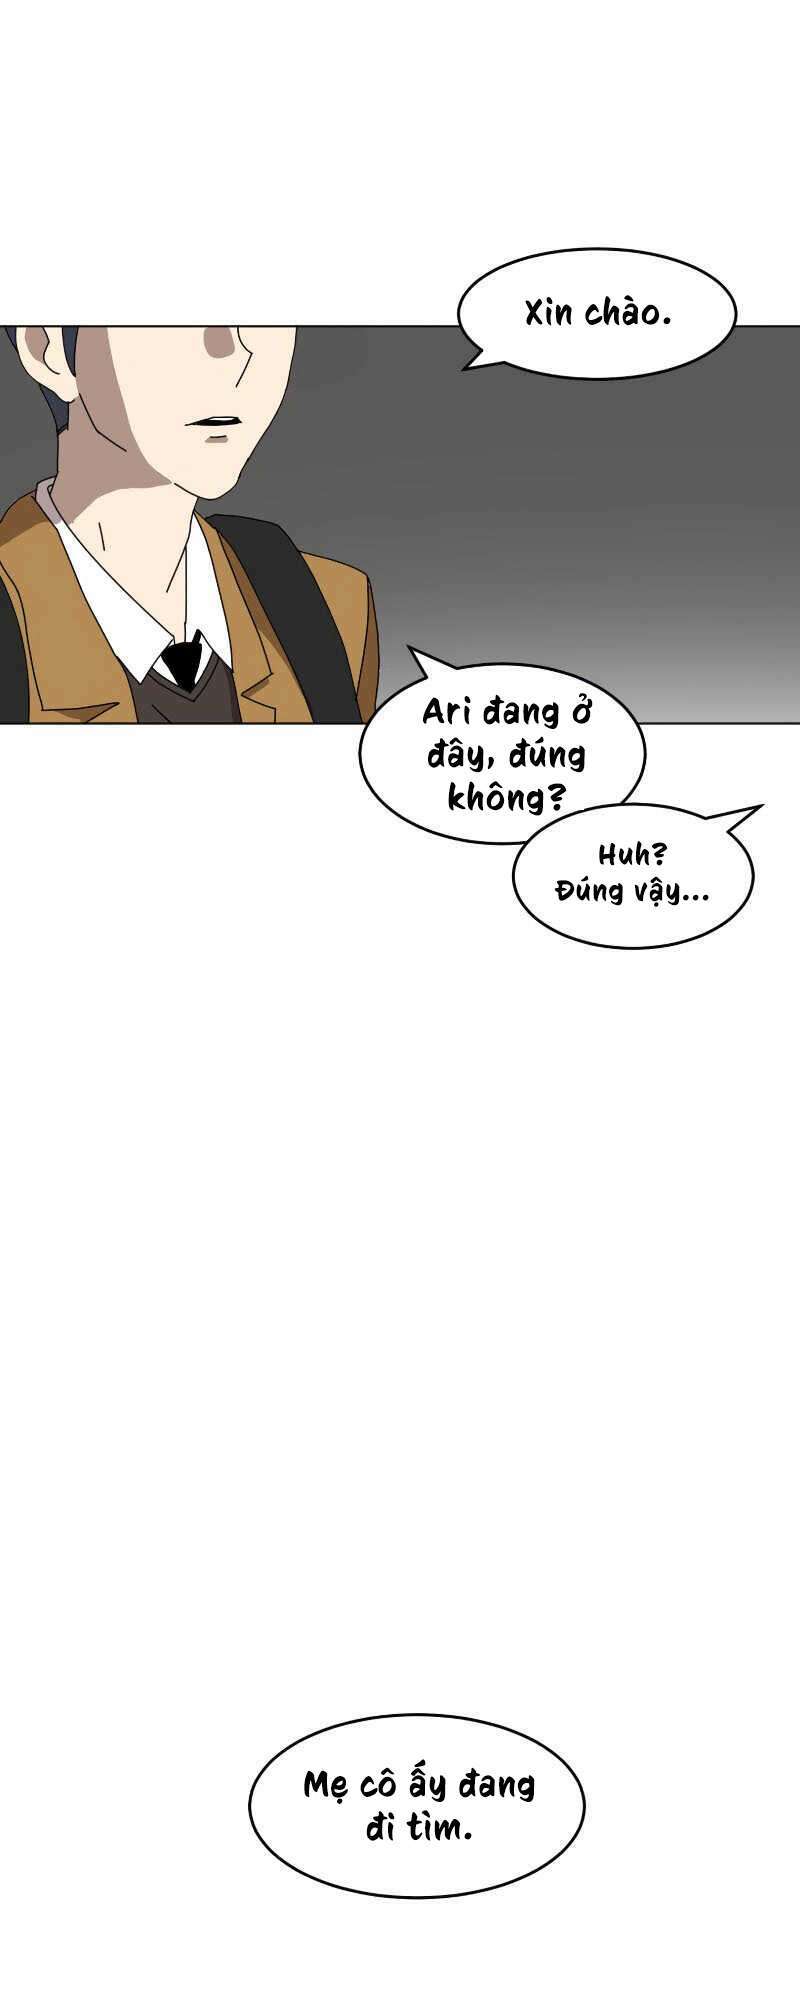 Xin chào.
Ari đang ở
đây, đúng
không?
Huh?
Đúng vậy...
Mẹ cô ấy đang
đi tìm.